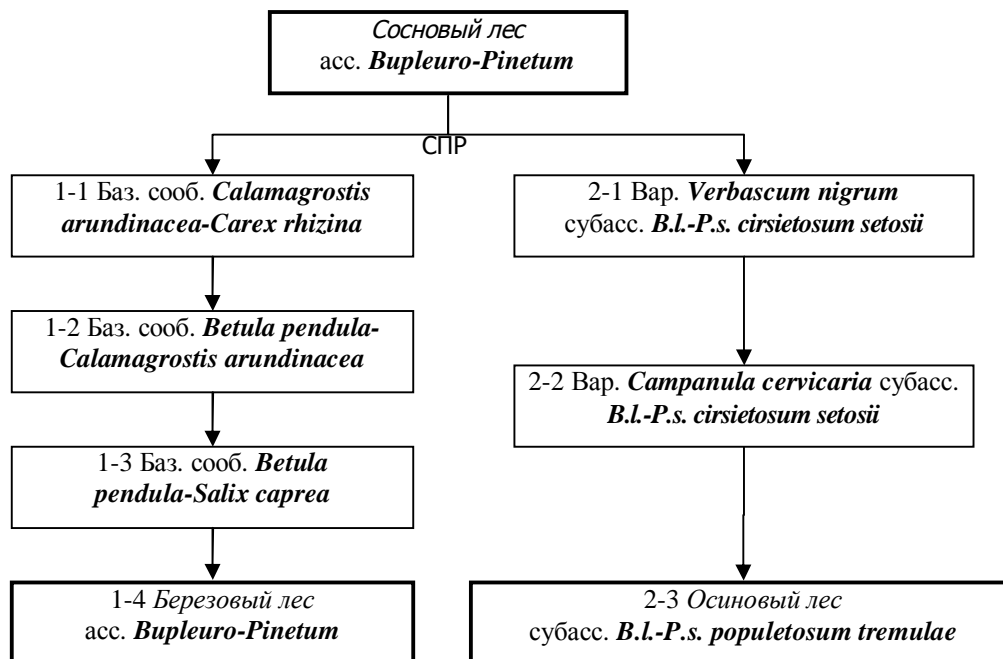 Сосновый лес
асс. Bupleuro-Pinetum
СПР
1-1 Баз. сооб. Calamagrostis
arundinacea-Carex rhizina
1-2 Баз. сооб. Betula pendula-
Calamagrostis arundinacea
1-3 Баз. сооб. Betula
pendula-Salix caprea
1-4 Березовый лес
асс. Bupleuro-Pinetum
2-1 Вар. Verbascum nigrum
субасс. B.l.-P.s. cirsietosum setosii
2-2 Вар. Campanula cervicaria субасс.
B.l.-P.s. cirsietosum setosii
2-3 Осиновый лес
субасс. B.l.-P.s. populetosum tremulae